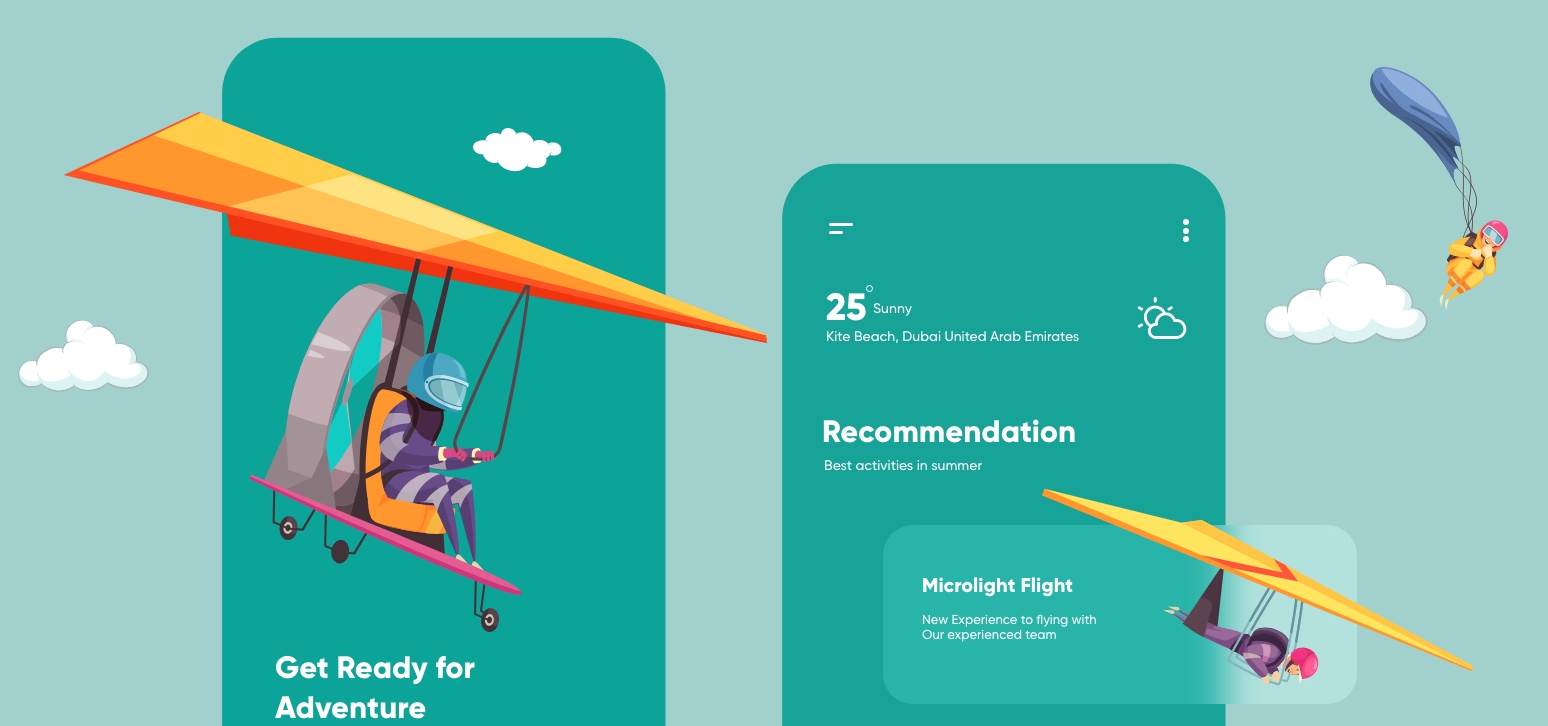 Get Ready for
Adventure
25° Sunny
Kite Beach, Dubai United Arab Emirates
Recommendation
Best activities in summer
Microlight Flight
New Experience to flying with
Our experienced team